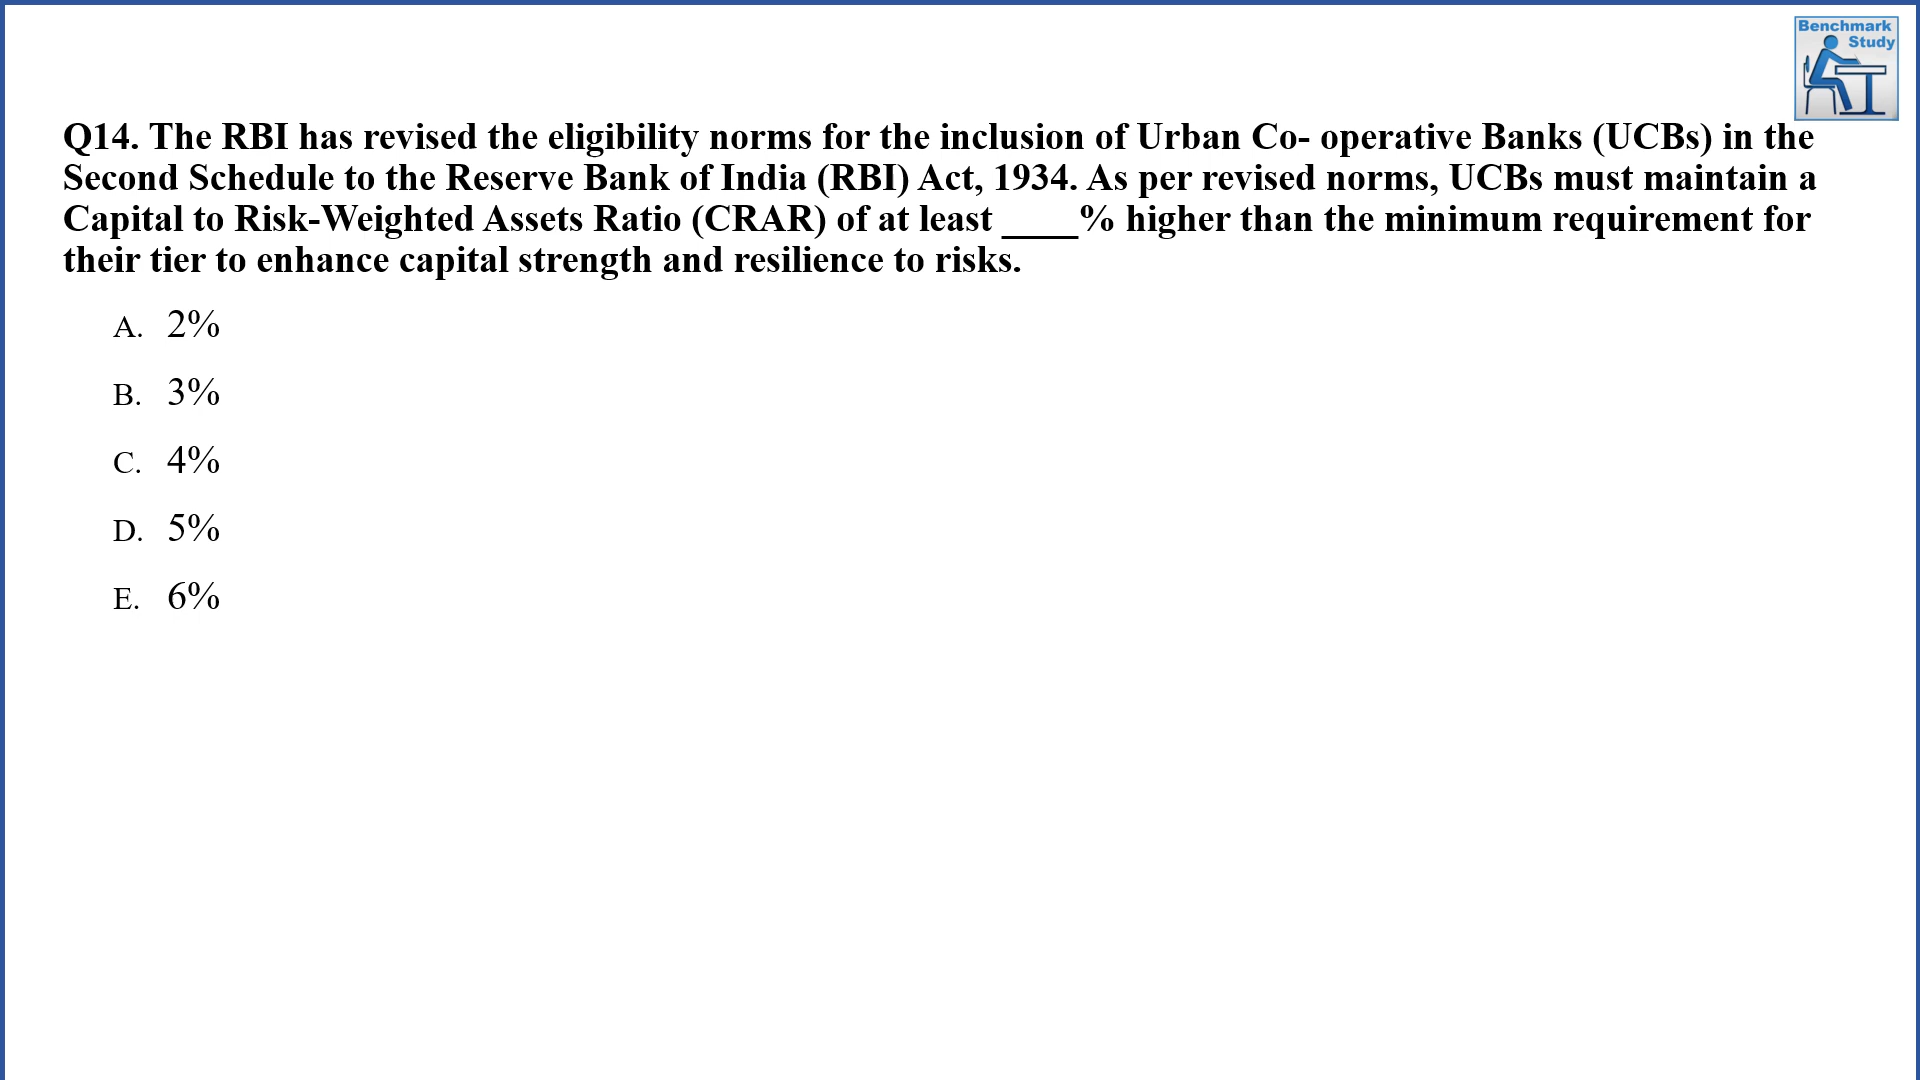 Benchmark
Study
Q14. The RBI has revised the eligibility norms for the inclusion of Urban Co- operative Banks (UCBs) in the
Second Schedule to the Reserve Bank of India (RBI) Act, 1934. As per revised norms, UCBs must maintain a
Capital to Risk-Weighted Assets Ratio (CRAR) of at least ____% higher than the minimum requirement for
their tier to enhance capital strength and resilience to risks.
A. 2%
B. 3%
C. 4%
D. 5%
E. 6%